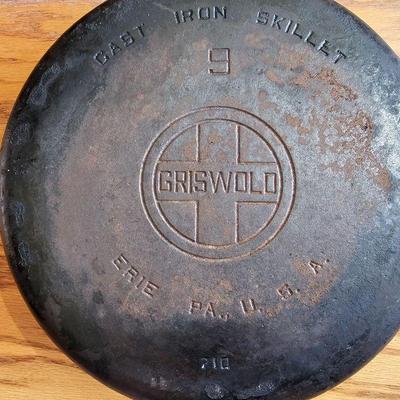 CAST IRON SKILLET
9
GRISWOLD
ERIE PA., U. S. A.
710